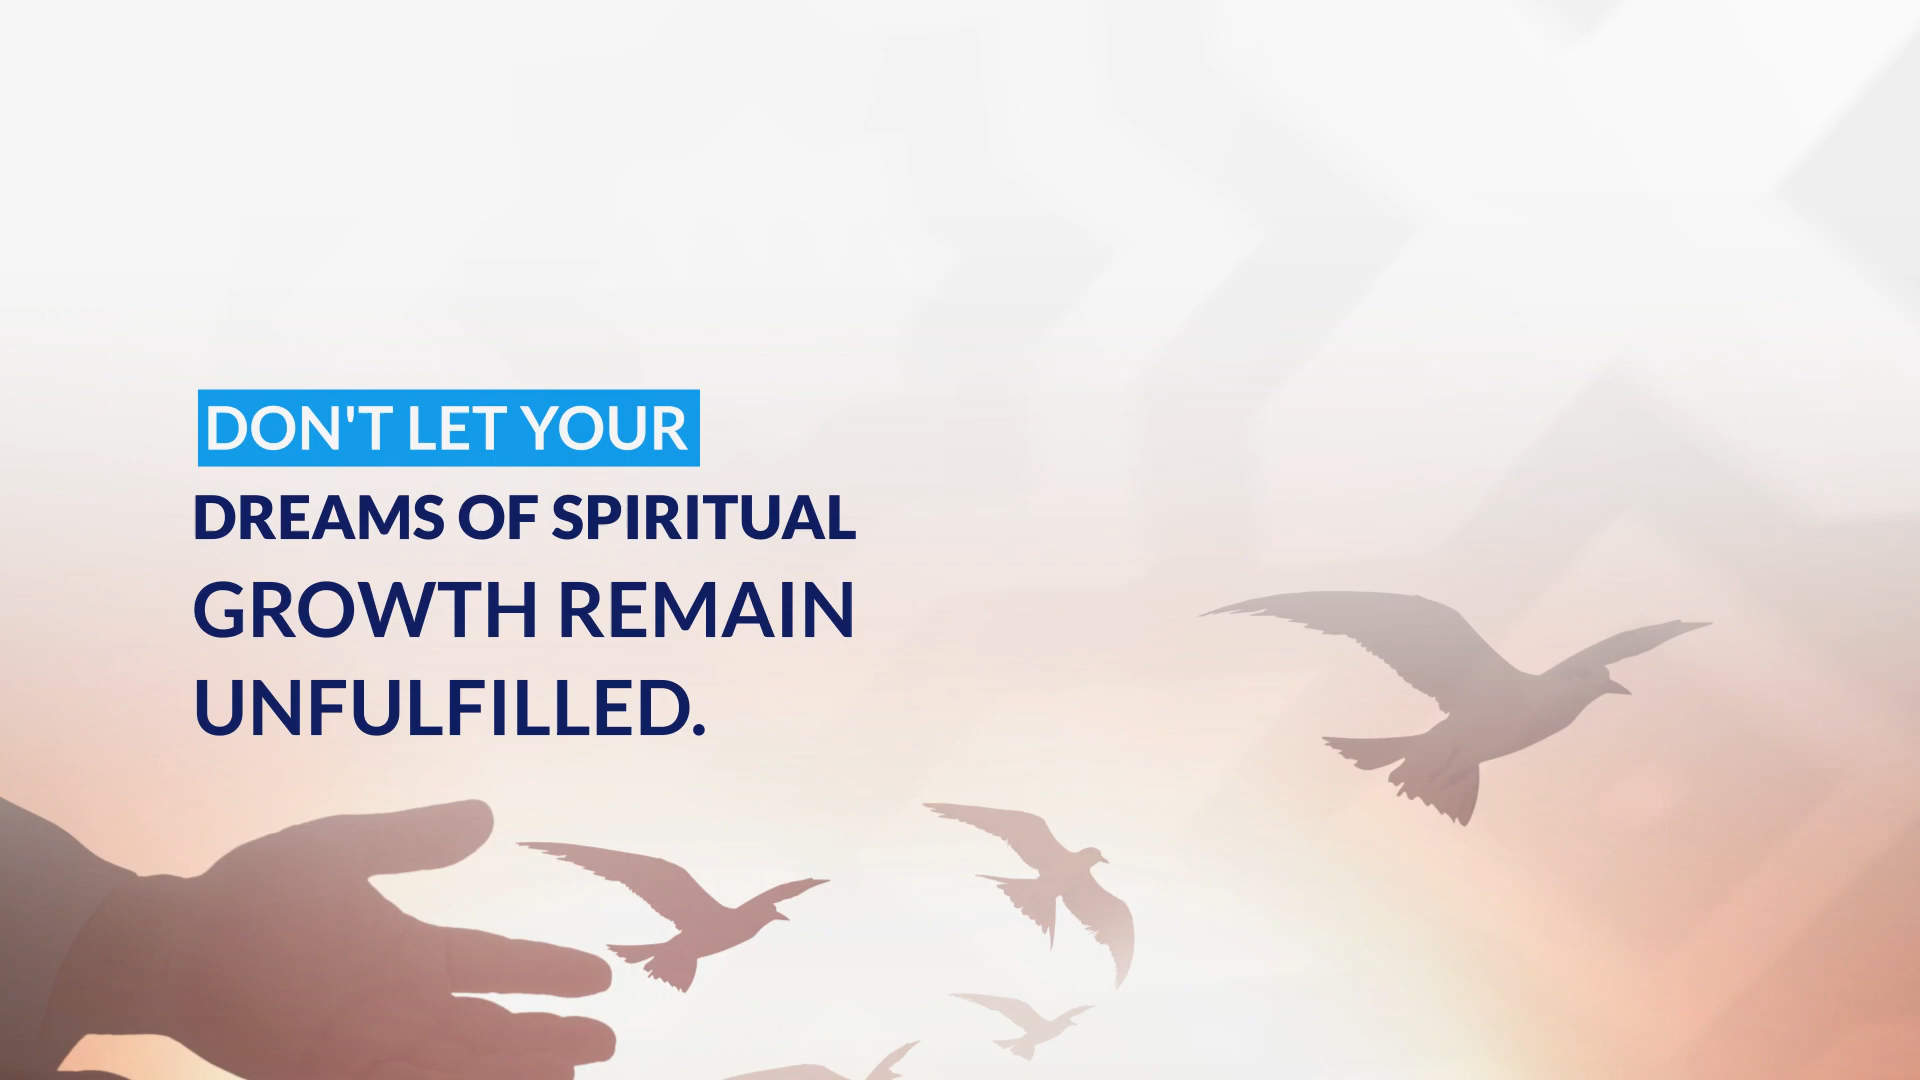 DON'T LET YOUR
DREAMS OF SPIRITUAL
GROWTH REMAIN
UNFULFILLED.